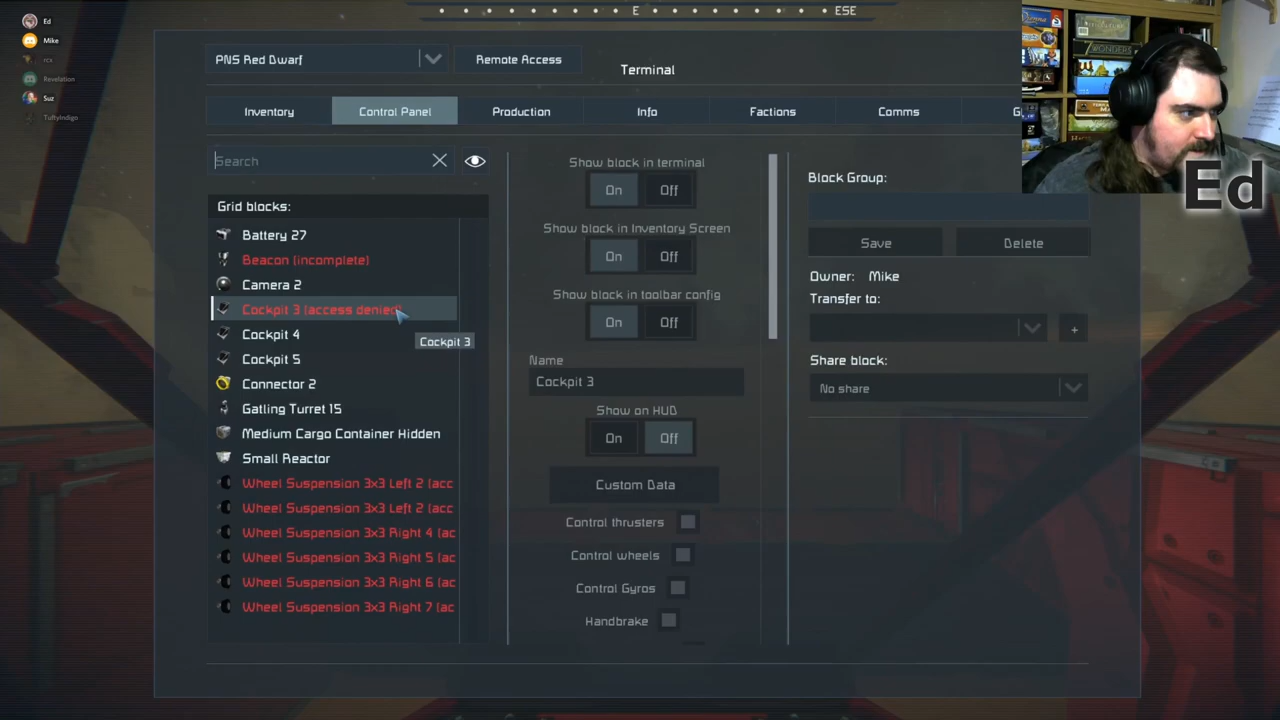 E
ESE
Ed
Mike
rcx
Revelation
Suz
TuftyIndigo
PNS Red Dwarf
Remote Access
Terminal
Inventory
Control Panel
Production
Info
Factions
Comms
G
Search
Grid blocks:
Battery 27
Beacon (incomplete)
Camera 2
Cockpit 3 (access denied)
Cockpit 3
Cockpit 4
Cockpit 5
Connector 2
Gatling Turret 15
Medium Cargo Container Hidden
Small Reactor
Wheel Suspension 3x3 Left 2 (acc
Wheel Suspension 3x3 Left 2 (acc
Wheel Suspension 3x3 Right 4 (ac
Wheel Suspension 3x3 Right 5 (ac
Wheel Suspension 3x3 Right 6 (ac
Wheel Suspension 3x3 Right 7 (ac
Show block in terminal
On Off
Show block in Inventory Screen
On Off
Show block in toolbar config
On Off
Name
Cockpit 3
Show on HUD
On Off
Custom Data
Control thrusters
Control wheels
Control Gyros
Handbrake
Block Group:
Save
Delete
Owner: Mike
Transfer to:
+
Share block:
No share
Ed